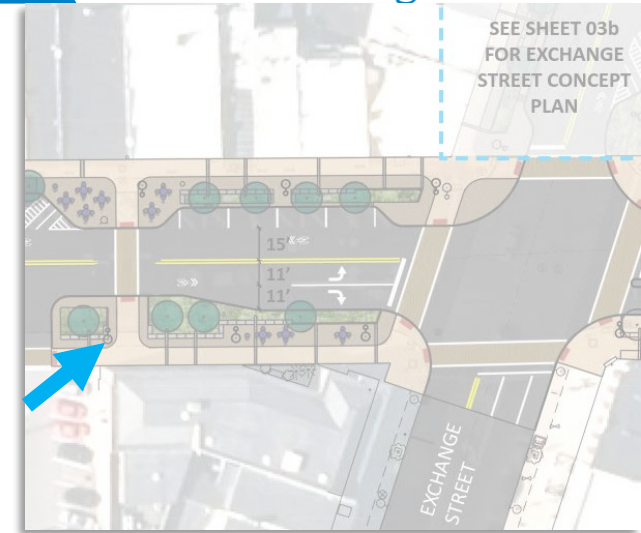 SEE SHEET 03b
FOR EXCHANGE
STREET CONCEPT
PLAN
15'
11'
11'
EXCHANGE
STREET